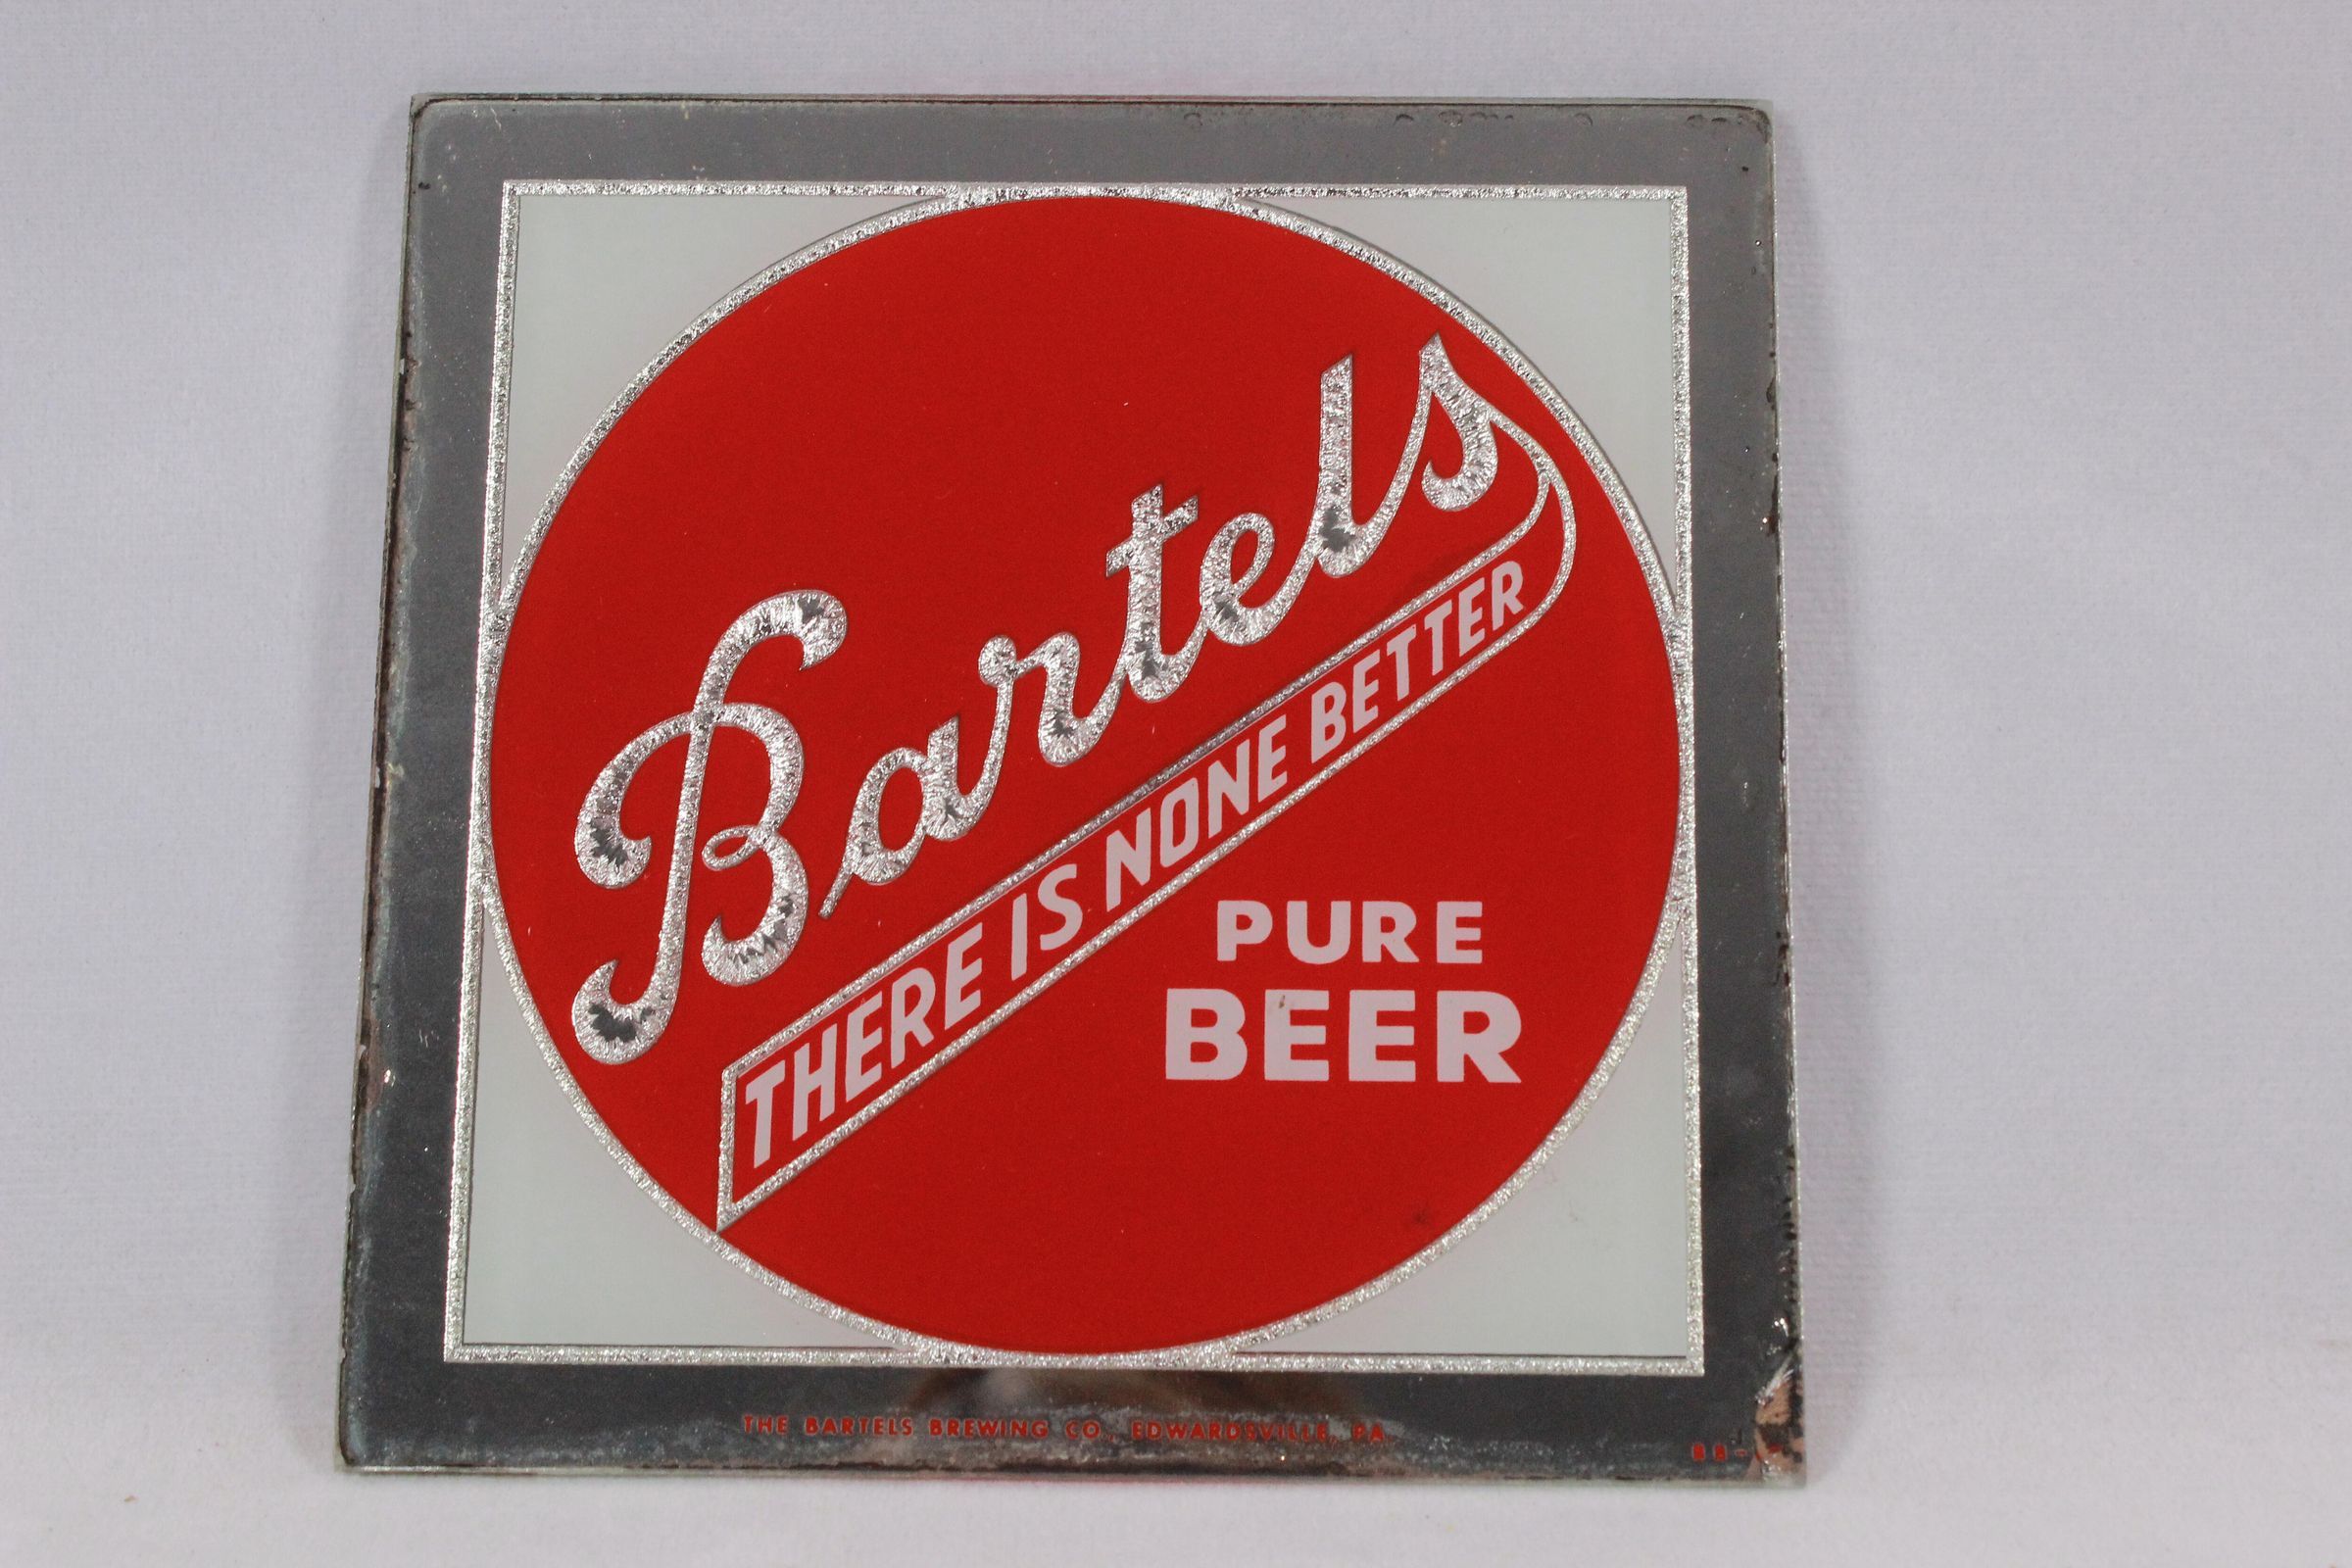 Bartels
THERE IS NONE BETTER
PURE
BEER
THE BARTELS BREWING CO., EDWARDSVILLE, PA.